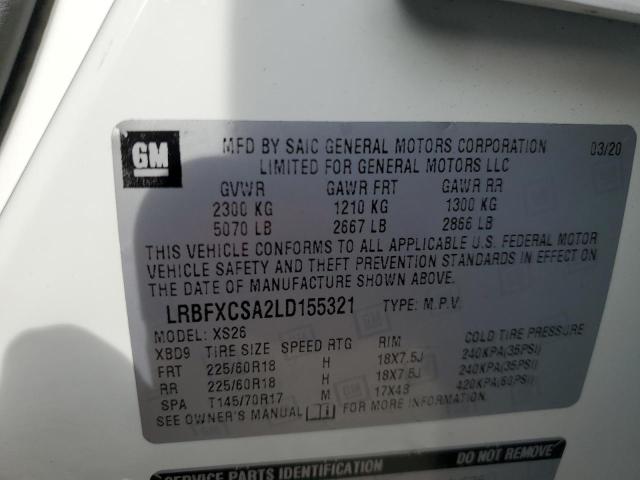 GM
MFD BY SAIC GENERAL MOTORS CORPORATION 03/20
LIMITED FOR GENERAL MOTORS LLC
GVWR GAWR FRT GAWR RR
2300 KG 1210 KG 1300 KG
5070 LB 2667 LB 2866 LB
THIS VEHICLE CONFORMS TO ALL APPLICABLE U.S. FEDERAL MOTOR
VEHICLE SAFETY AND THEFT PREVENTION STANDARDS IN EFFECT ON
THE DATE OF MANUFACTURE SHOWN ABOVE.
LRBFXCSA2LD155321 TYPE: M.P.V.
MODEL: XS26
XBD9 TIRE SIZE SPEED RTG RIM COLD TIRE PRESSURE
FRT 225/60R18 H 18X7.5J 240KPA(35PSI)
RR 225/60R18 H 18X7.5J 240KPA(35PSI)
SPA T145/70R17 M 17X4B 420KPA(60PSI)
SEE OWNER'S MANUAL FOR MORE INFORMATION.
SERVICE PARTS IDENTIFICATION DO NOT REMOVE